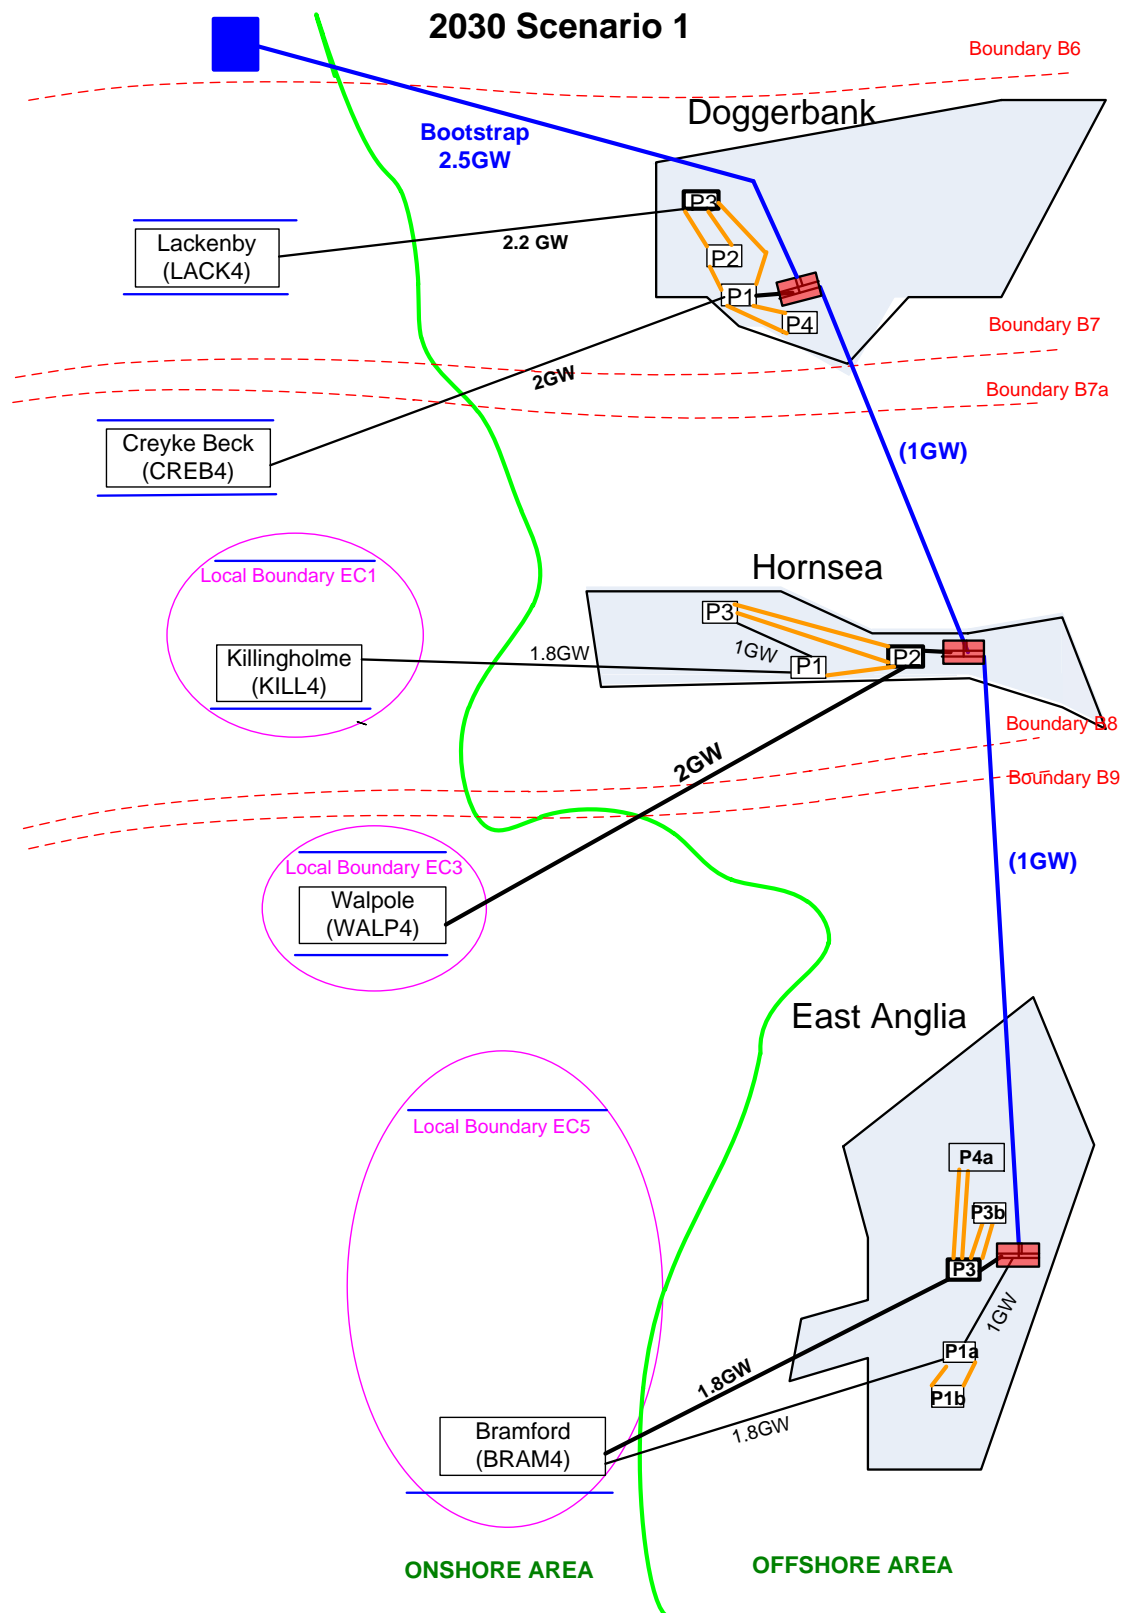 2030 Scenario 1
Boundary B6
Doggerbank
Bootstrap
2.5GW
P3
Lackenby
(LACK4)
2.2 GW
P2
P1
P4
Boundary B7
2GW
Boundary B7a
Creyke Beck
(CREB4)
(1GW)
Hornsea
Local Boundary EC1
P3
1GW
P2
Killingholme
(KILL4)
1.8GW
P1
Boundary B8
2GW
Boundary B9
Local Boundary EC3
(1GW)
Walpole
(WALP4)
East Anglia
Local Boundary EC5
P4a
P3b
P3
1GW
P1a
1.8GW
P1b
Bramford
(BRAM4)
1.8GW
ONSHORE AREA
OFFSHORE AREA